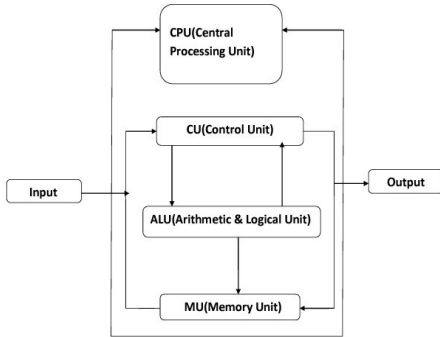 CPU(Central
Processing Unit)
CU(Control Unit)
Input
Output
ALU(Arithmetic & Logical Unit)
MU(Memory Unit)